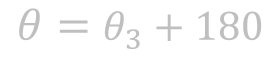 θ = θ₃ + 180